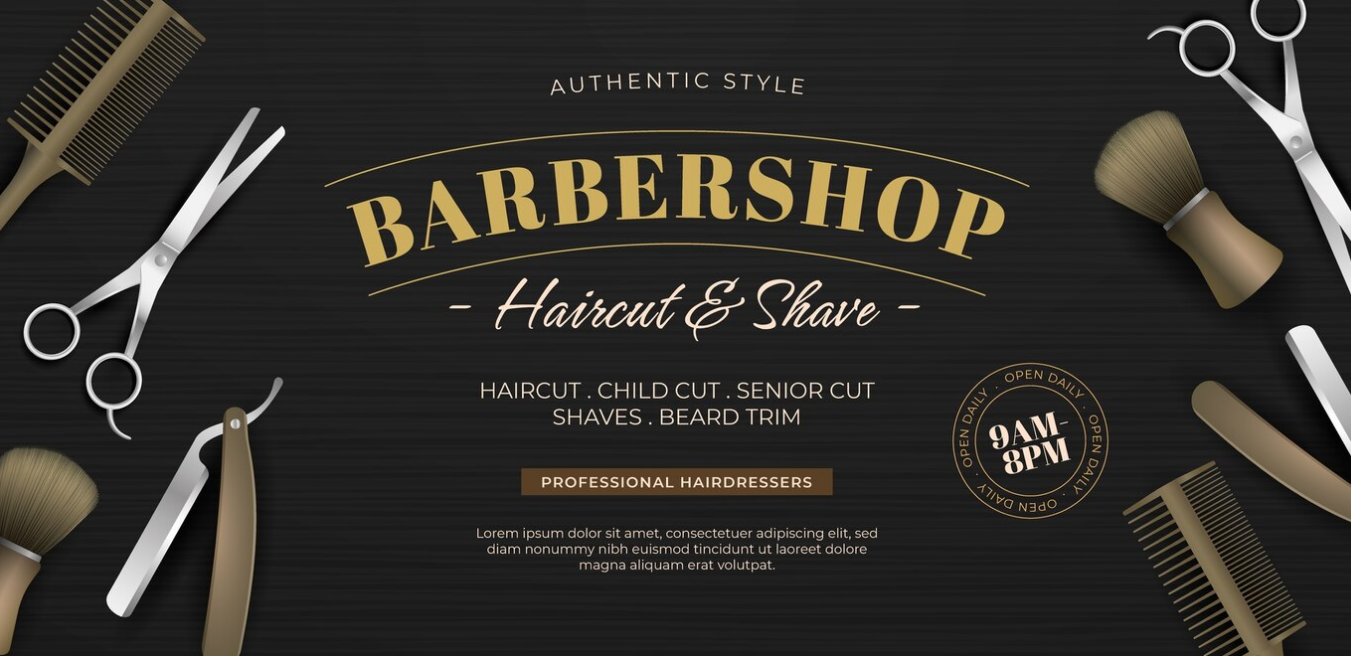 AUTHENTIC STYLE
BARBERSHOP
- Haircut & Shave -
HAIRCUT . CHILD CUT . SENIOR CUT
SHAVES . BEARD TRIM
OPEN DAILY . OPEN DAILY . OPEN DAILY . OPEN DAILY .
9AM-
8PM
PROFESSIONAL HAIRDRESSERS
Lorem ipsum dolor sit amet, consectetuer adipiscing elit, sed
diam nonummy nibh euismod tincidunt ut laoreet dolore
magna aliquam erat volutpat.